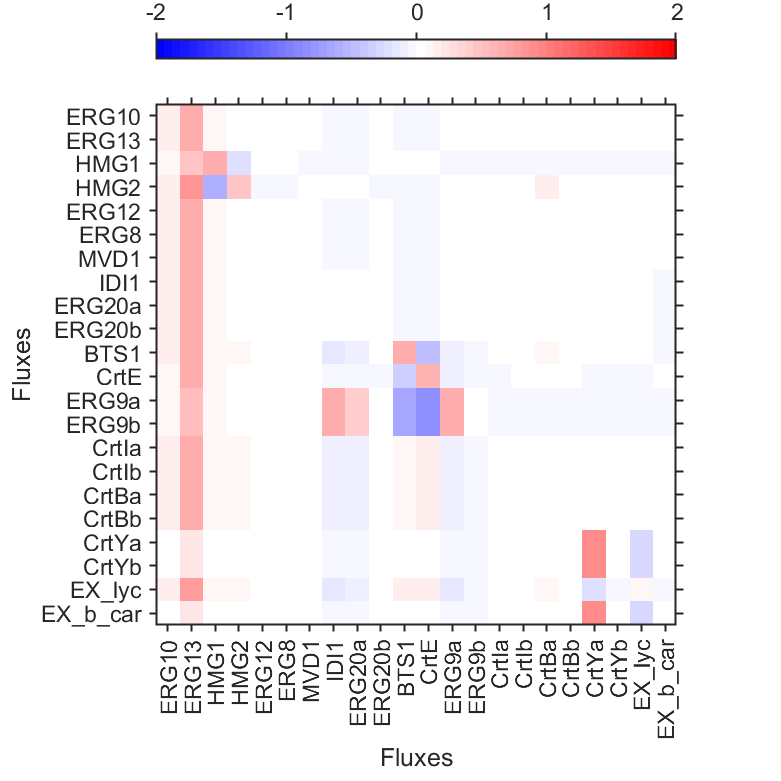 -2 -1 0 1 2
ERG10
ERG13
HMG1
HMG2
ERG12
ERG8
MVD1
IDI1
ERG20a
ERG20b
BTS1
CrtE
ERG9a
ERG9b
CrtIa
CrtIb
CrtBa
CrtBb
CrtYa
CrtYb
EX_lyc
EX_b_car
Fluxes
ERG10
ERG13
HMG1
HMG2
ERG12
ERG8
MVD1
IDI1
ERG20a
ERG20b
BTS1
CrtE
ERG9a
ERG9b
CrtIa
CrtIb
CrtBa
CrtBb
CrtYa
CrtYb
EX_lyc
EX_b_car
Fluxes